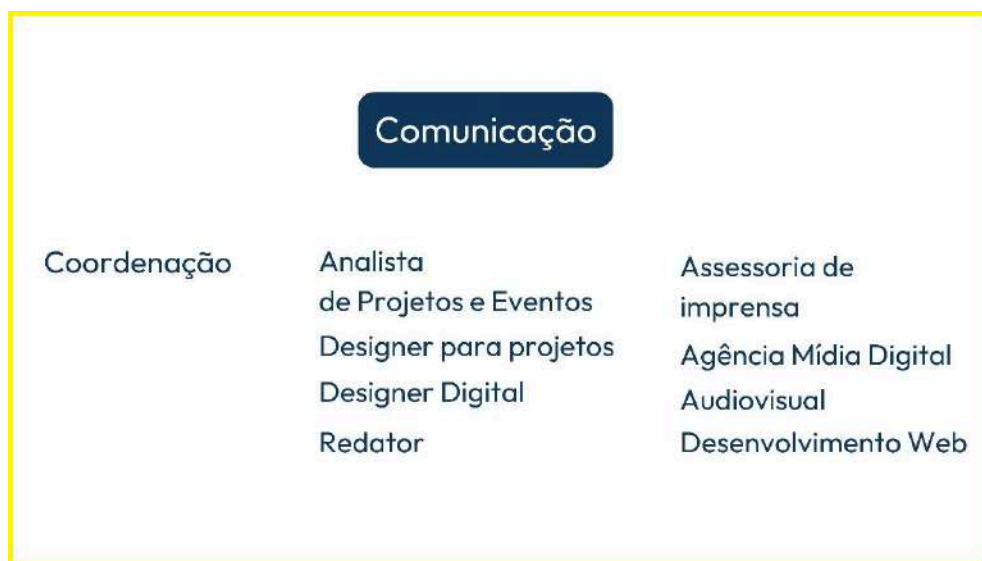 Comunicação
Coordenação
Analista
de Projetos e Eventos
Designer para projetos
Designer Digital
Redator
Assessoria de
imprensa
Agência Mídia Digital
Audiovisual
Desenvolvimento Web